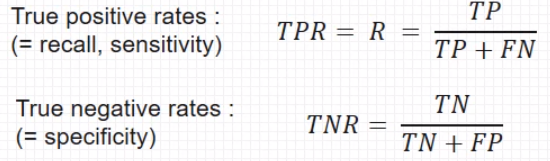 True positive rates :
(= recall, sensitivity)
TPR = R = TP / TP + FN
True negative rates :
(= specificity)
TNR = TN / TN + FP